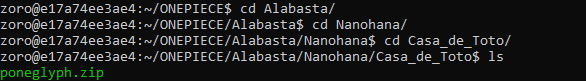 zoro@e17a74ee3ae4:~/ONEPIECE$ cd Alabasta/
zoro@e17a74ee3ae4:~/ONEPIECE/Alabasta$ cd Nanohana/
zoro@e17a74ee3ae4:~/ONEPIECE/Alabasta/Nanohana$ cd Casa_de_Toto/
zoro@e17a74ee3ae4:~/ONEPIECE/Alabasta/Nanohana/Casa_de_Toto$ ls
poneglyph.zip